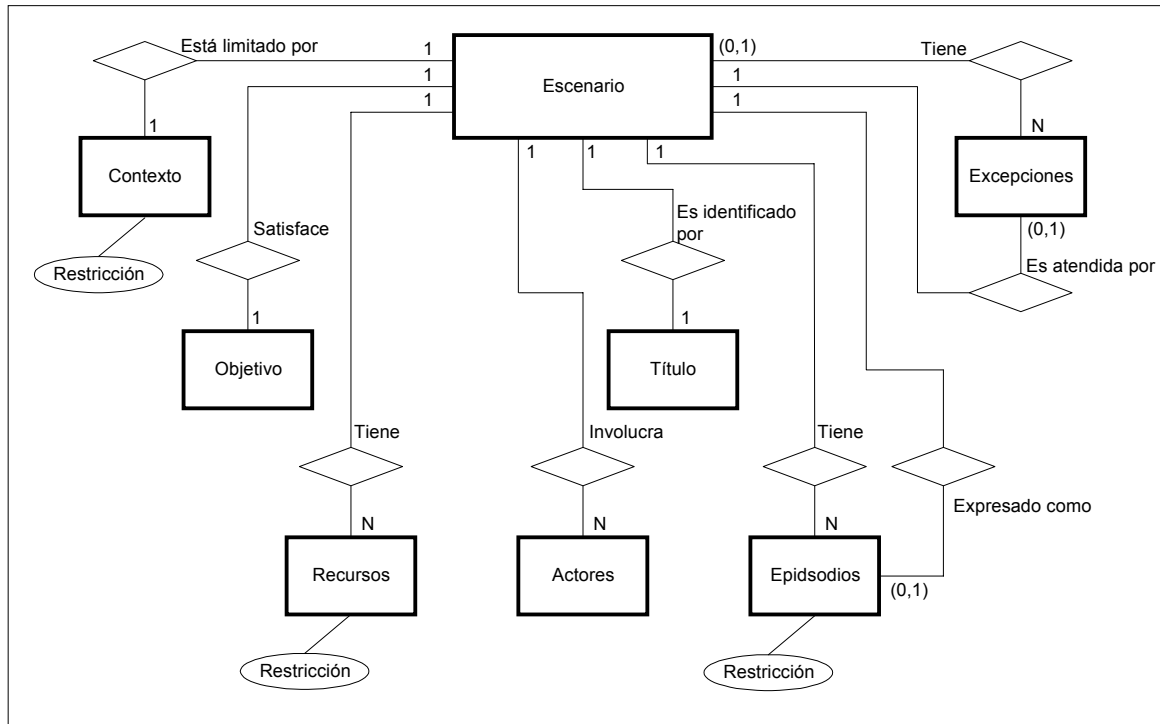 Está limitado por
1
(0,1)
Tiene
1
1
Escenario
1
1
1
1
N
1
1
1
Contexto
Excepciones
Es identificado
por
(0,1)
Satisface
Restricción
Es atendida por
1
1
Objetivo
Título
Tiene
Involucra
Tiene
Expresado como
N
N
N
Recursos
Actores
Epidsodios
(0,1)
Restricción
Restricción